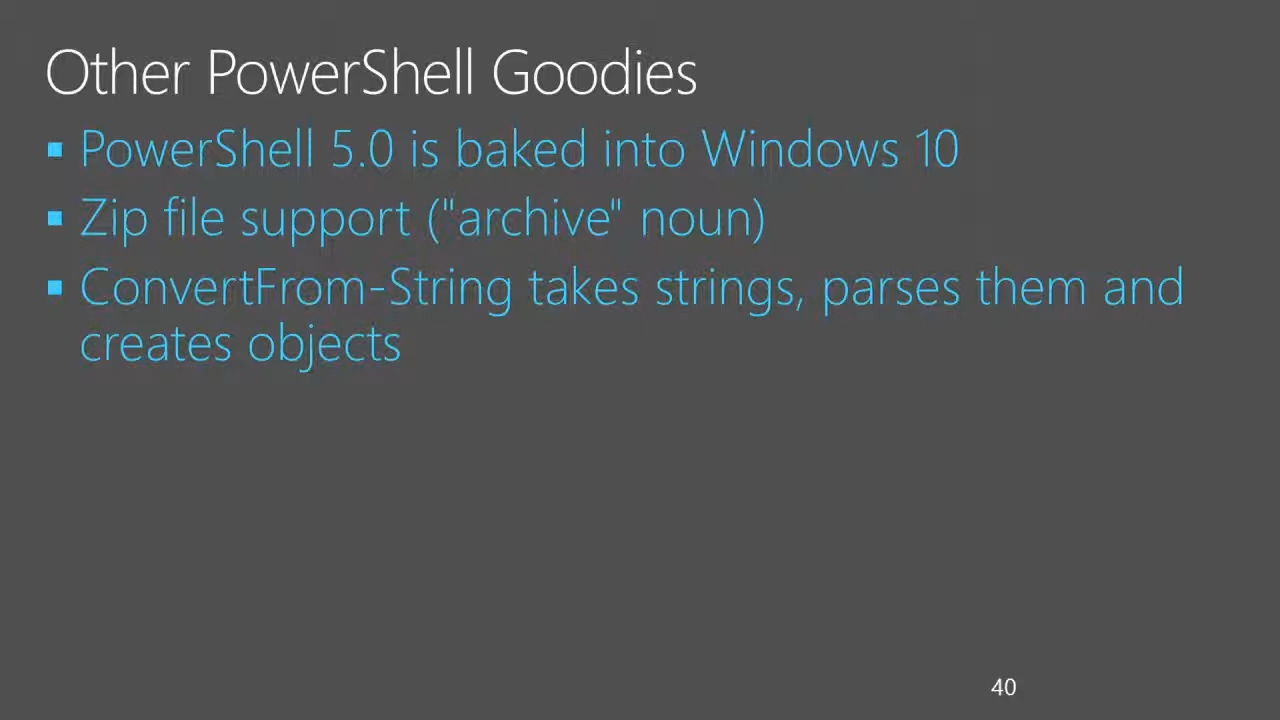 Other PowerShell Goodies
▪ PowerShell 5.0 is baked into Windows 10
▪ Zip file support ("archive" noun)
▪ ConvertFrom-String takes strings, parses them and
creates objects
40